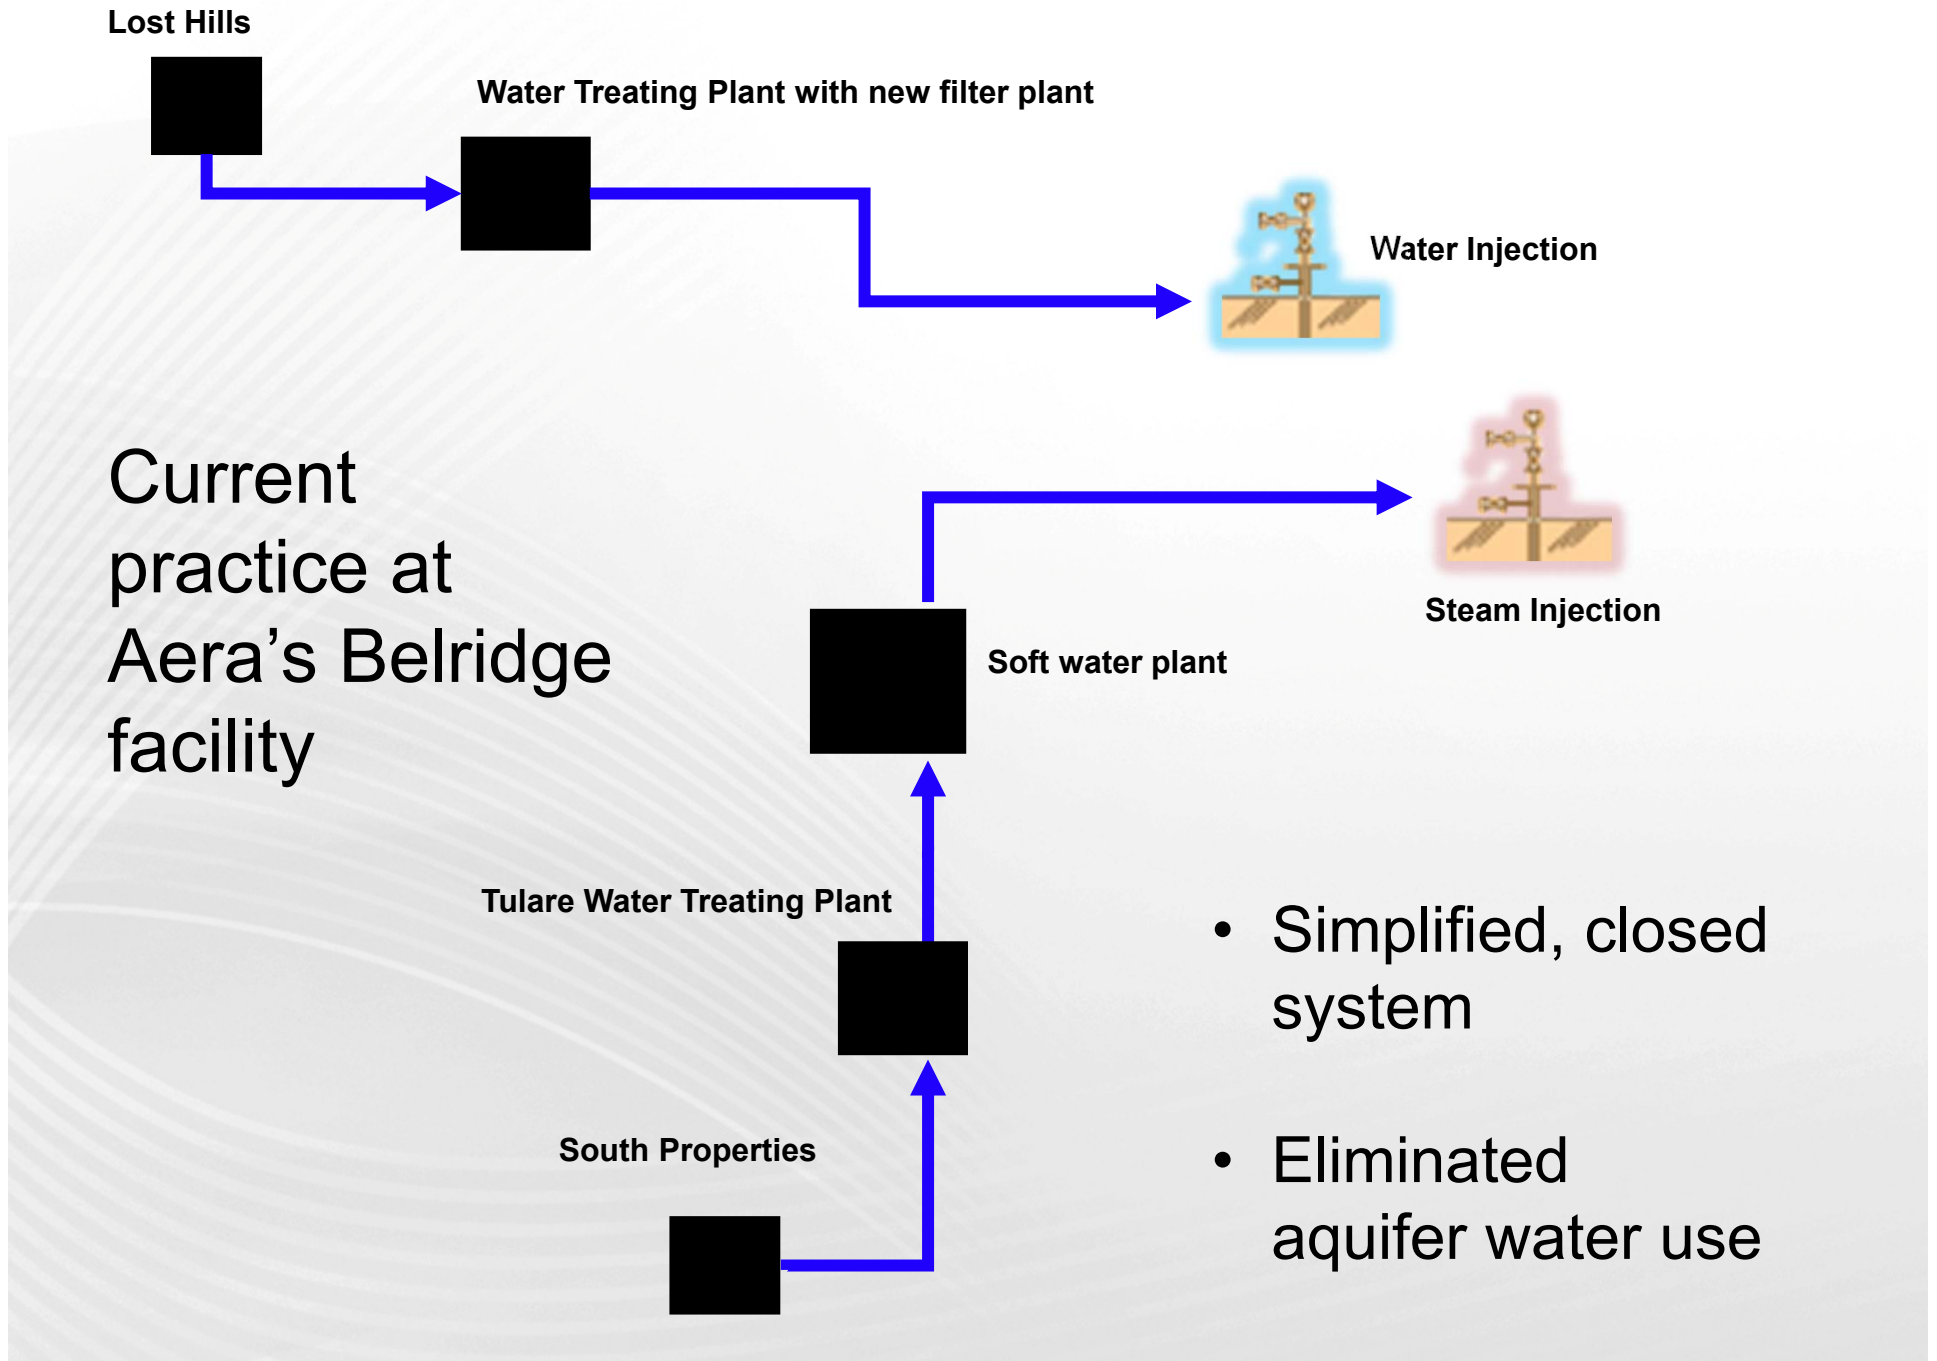 Lost Hills
Water Treating Plant with new filter plant
Water Injection
Current
practice at
Aera’s Belridge
facility
Steam Injection
Soft water plant
Tulare Water Treating Plant
• Simplified, closed
system
South Properties
• Eliminated
aquifer water use